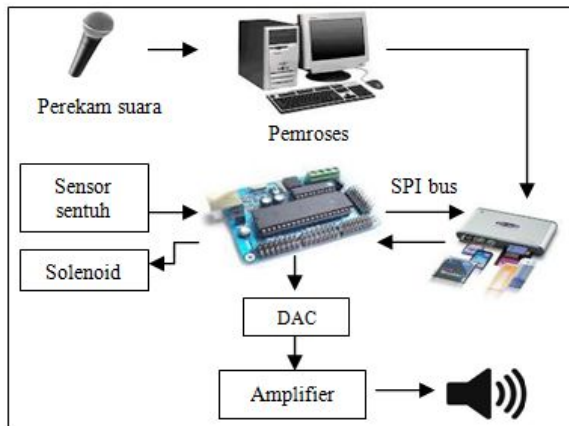 Perekam suara
Pemroses
Sensor
sentuh
SPI bus
Solenoid
DAC
Amplifier